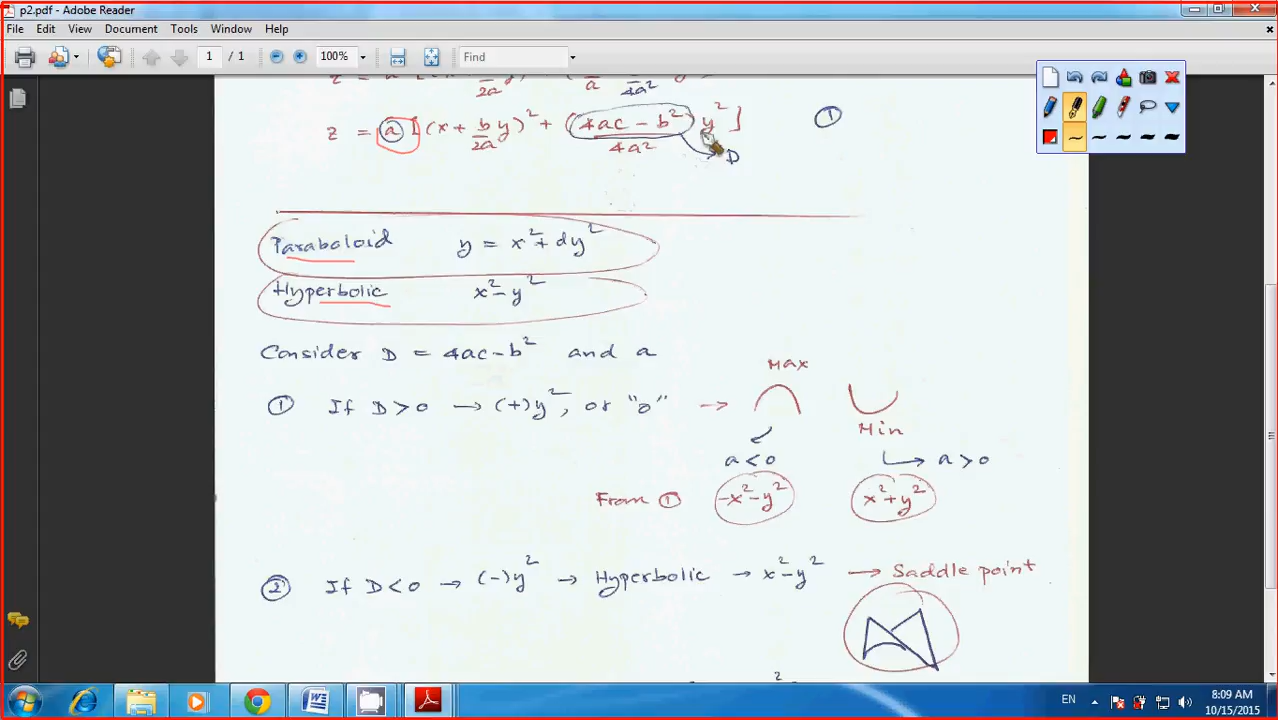 p2.pdf - Adobe Reader
File Edit View Document Tools Window Help
1 / 1 100% Find
z = a [(x + b/2a y)² + (4ac - b²)/4a² y²] ①
D
Paraboloid y = x² + dy²
Hyperbolic x² - y²
Consider D = 4ac - b² and a
Max
① If D > 0 → (+)y², or "0" →
Min
a < 0 → a > 0
From ① -x² - y² x² + y²
② If D < 0 → (-)y² → Hyperbolic → x² - y² → Saddle point
EN 8:09 AM
10/15/2015